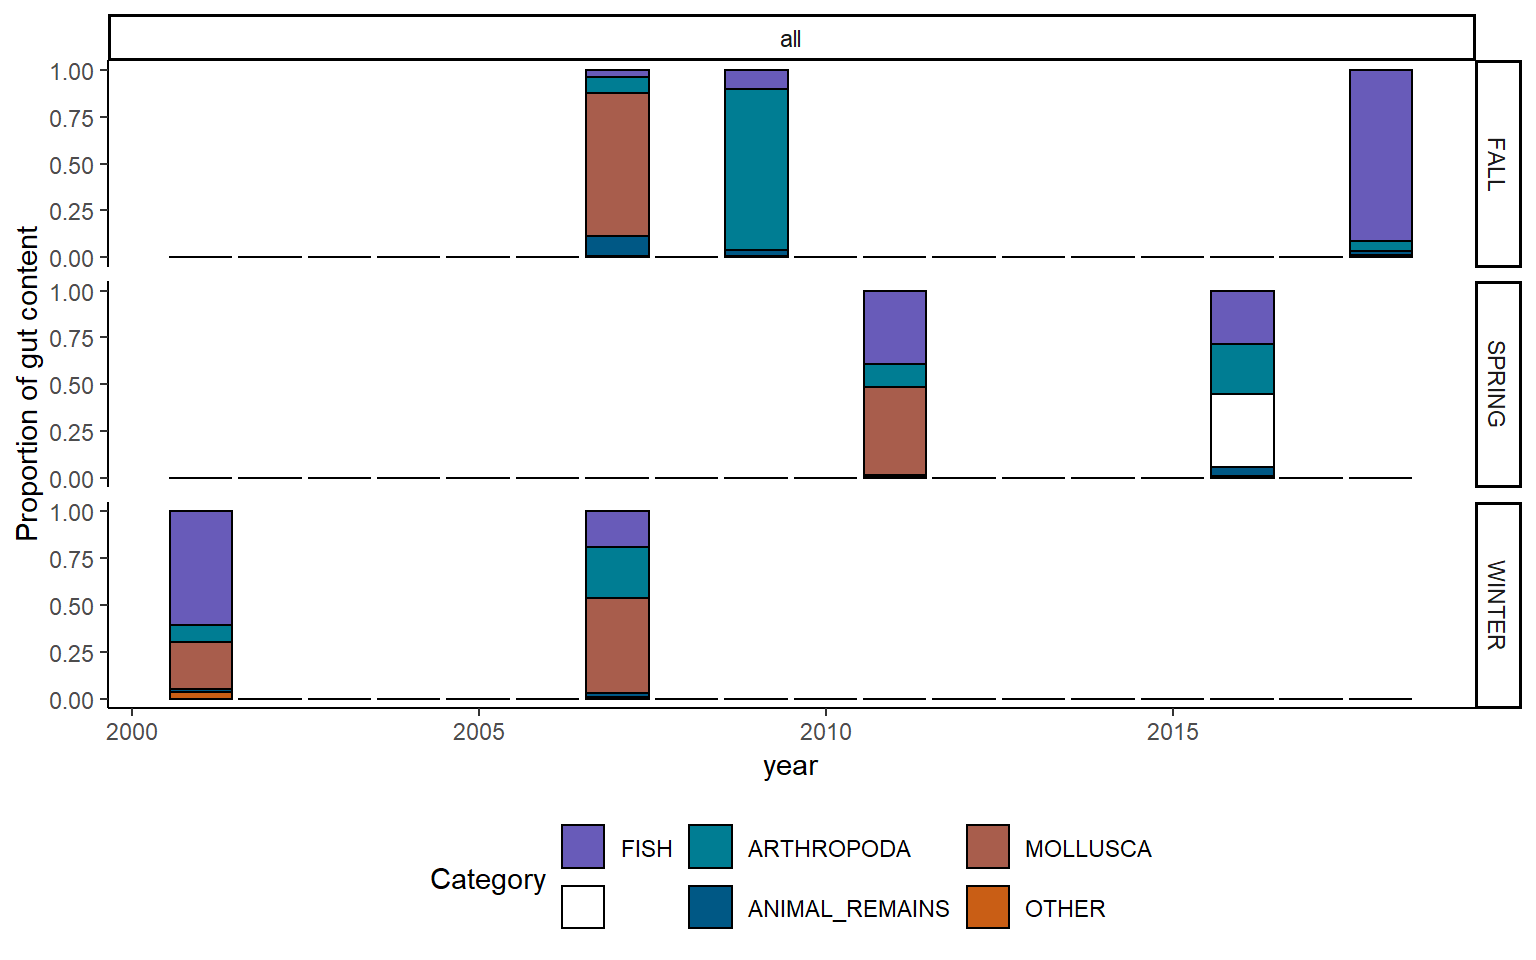 all
1.00
0.75
0.50
0.25
0.00
FALL
1.00
0.75
0.50
0.25
0.00
SPRING
1.00
0.75
0.50
0.25
0.00
WINTER
Proportion of gut content
2000 2005 2010 2015
year
Category
FISH ARTHROPODA MOLLUSCA
ANIMAL_REMAINS OTHER